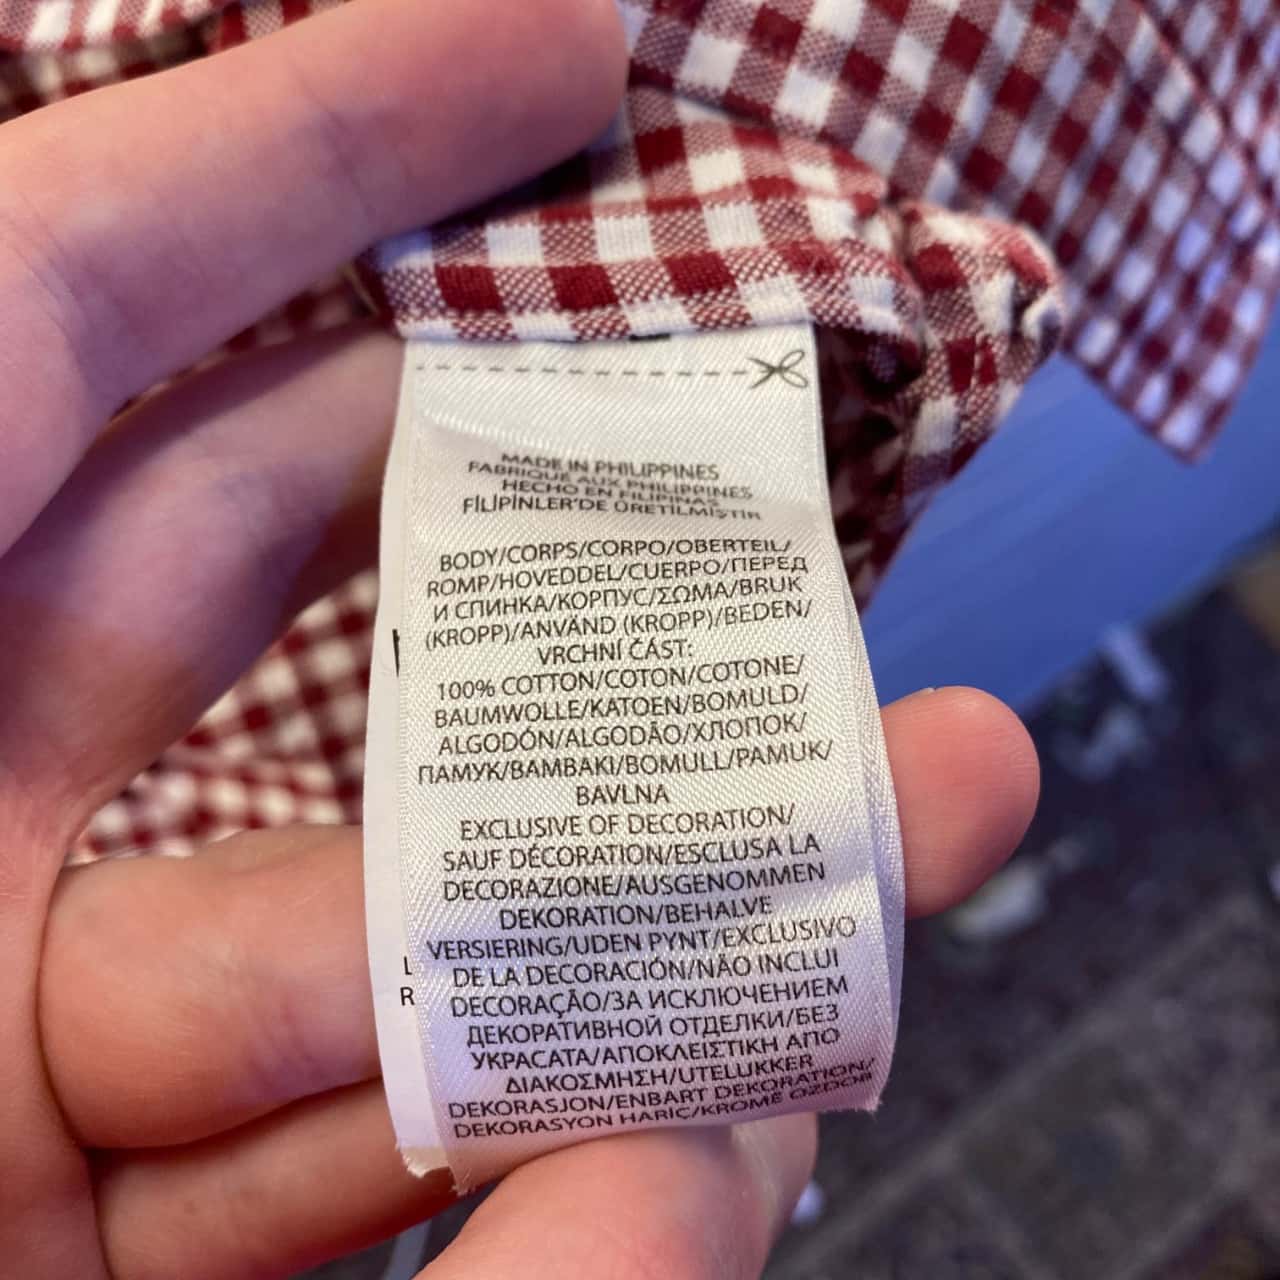 MADE IN PHILIPPINES
FABRIQUE AUX PHILIPPINES
HECHO EN FILIPINAS
FİLİPİNLER'DE ÜRETİLMİŞTİR
BODY/CORPS/CORPO/OBERTEIL/
ROMP/HOVEDDEL/CUERPO/ПЕРЕД
И СПИНКА/КОРПУС/ΣΩΜΑ/BRUK
(KROPP)/ANVÄND (KROPP)/BEDEN/
VRCHNÍ ČÁST:
100% COTTON/COTON/COTONE/
BAUMWOLLE/KATOEN/BOMULD/
ALGODÓN/ALGODÃO/ХЛОПОК/
ПАМУК/BAMBAKI/BOMULL/PAMUK/
BAVLNA
EXCLUSIVE OF DECORATION/
SAUF DÉCORATION/ESCLUSA LA
DECORAZIONE/AUSGENOMMEN
DEKORATION/BEHALVE
VERSIERING/UDEN PYNT/EXCLUSIVO
DE LA DECORACIÓN/NÃO INCLUI
DECORAÇÃO/ЗА ИСКЛЮЧЕНИЕМ
ДЕКОРАТИВНОЙ ОТДЕЛКИ/БЕЗ
УКРАСАТА/ΑΠΟΚΛΕΙΣΤΙΚΗ ΑΠΟ
ΔΙΑΚΟΣΜΗΣΗ/UTELUKKER
DEKORASJON/ENBART DEKORATION/
DEKORASYON HARİÇ/KROMĚ OZDOB
L
R